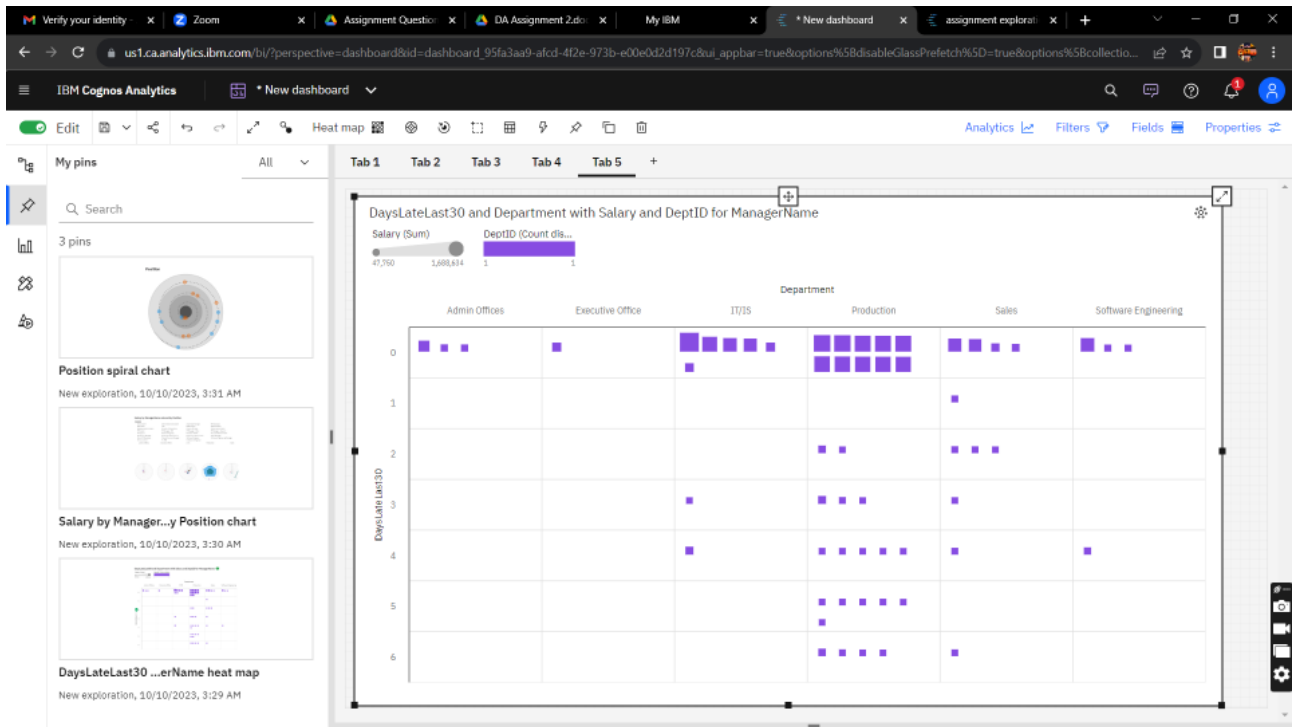 Verify your identity -
Zoom
Assignment Question
DA Assignment 2.do
My IBM
* New dashboard
assignment explorati
us1.ca.analytics.ibm.com/bi/?perspective=dashboard&id=dashboard_95fa3aa9-afcd-4f2e-973b-e00e0d2d197c&ui_appbar=true&options%5BdisableGlassPrefetch%5D=true&options%5Bcollectio...
IBM Cognos Analytics
* New dashboard
1
Edit
Heat map
Analytics
Filters
Fields
Properties
My pins
All
Tab 1
Tab 2
Tab 3
Tab 4
Tab 5
Search
3 pins
Position spiral chart
New exploration, 10/10/2023, 3:31 AM
Salary by Manager...y Position chart
New exploration, 10/10/2023, 3:30 AM
DaysLateLast30 ...erName heat map
New exploration, 10/10/2023, 3:29 AM
DaysLateLast30 and Department with Salary and DeptID for ManagerName
Salary (Sum)
47,750 1,688,634
DeptID (Count dis...
1 1
Department
Admin Offices
Executive Office
IT/IS
Production
Sales
Software Engineering
DaysLateLast30
0
1
2
3
4
5
6